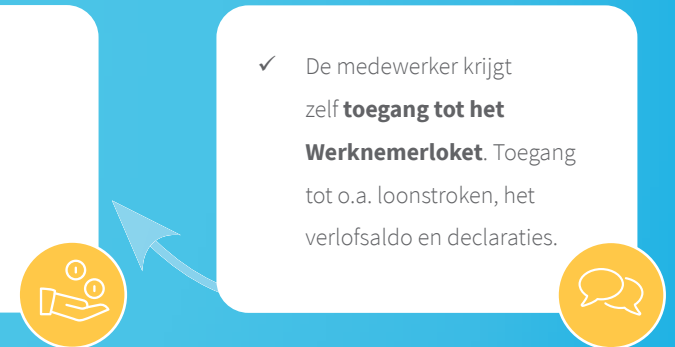 ✓ De medewerker krijgt
zelf toegang tot het
Werknemerloket. Toegang
tot o.a. loonstroken, het
verlofsaldo en declaraties.